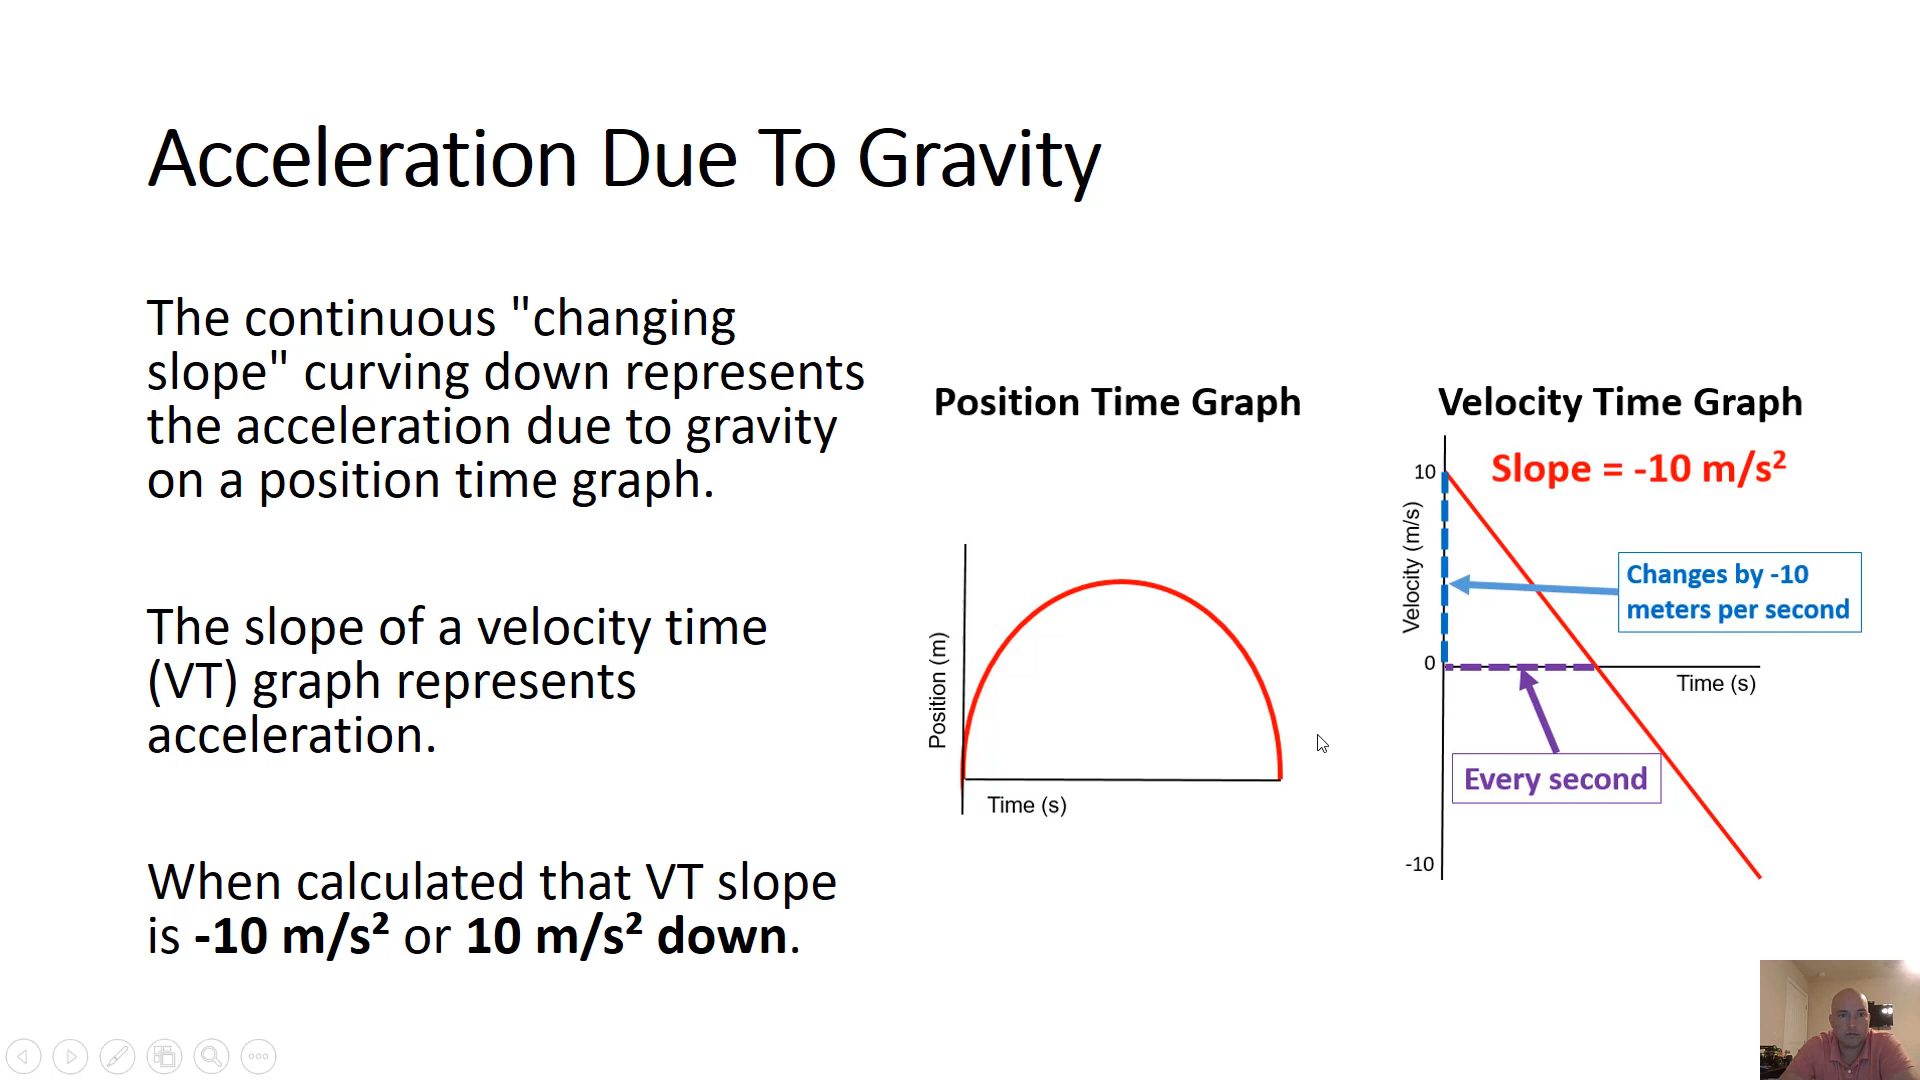 Acceleration Due To Gravity
The continuous "changing
slope" curving down represents
the acceleration due to gravity
on a position time graph.
The slope of a velocity time
(VT) graph represents
acceleration.
When calculated that VT slope
is -10 m/s² or 10 m/s² down.
Position Time Graph
Position (m)
Time (s)
Velocity Time Graph
Slope = -10 m/s²
10
Velocity (m/s)
Changes by -10
meters per second
0
Time (s)
Every second
-10